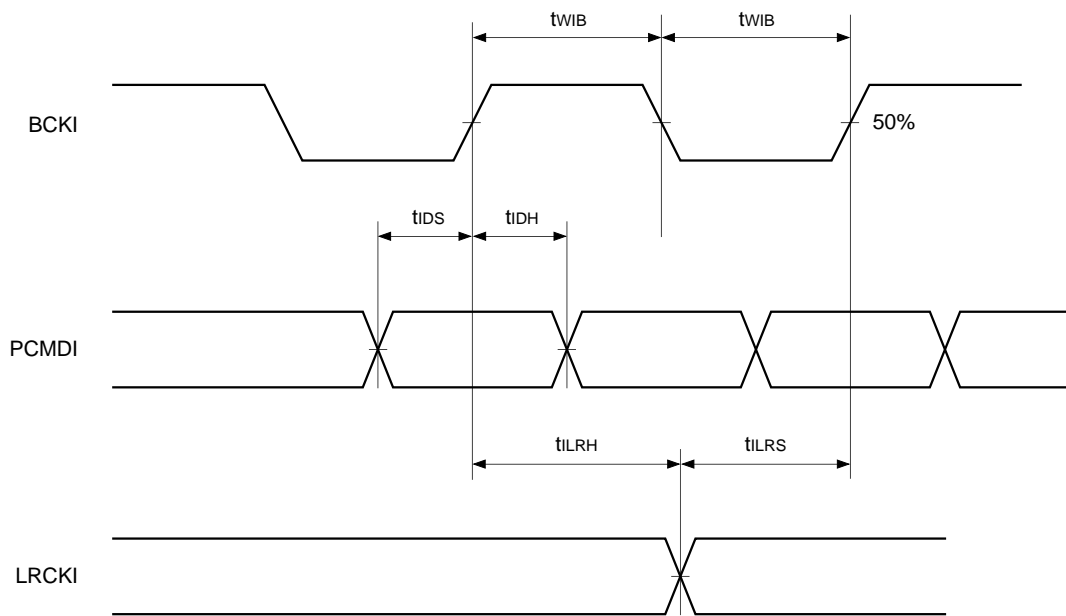 tWIB tWIB
BCKI
50%
tIDS tIDH
PCMDI
tILRH tILRS
LRCKI